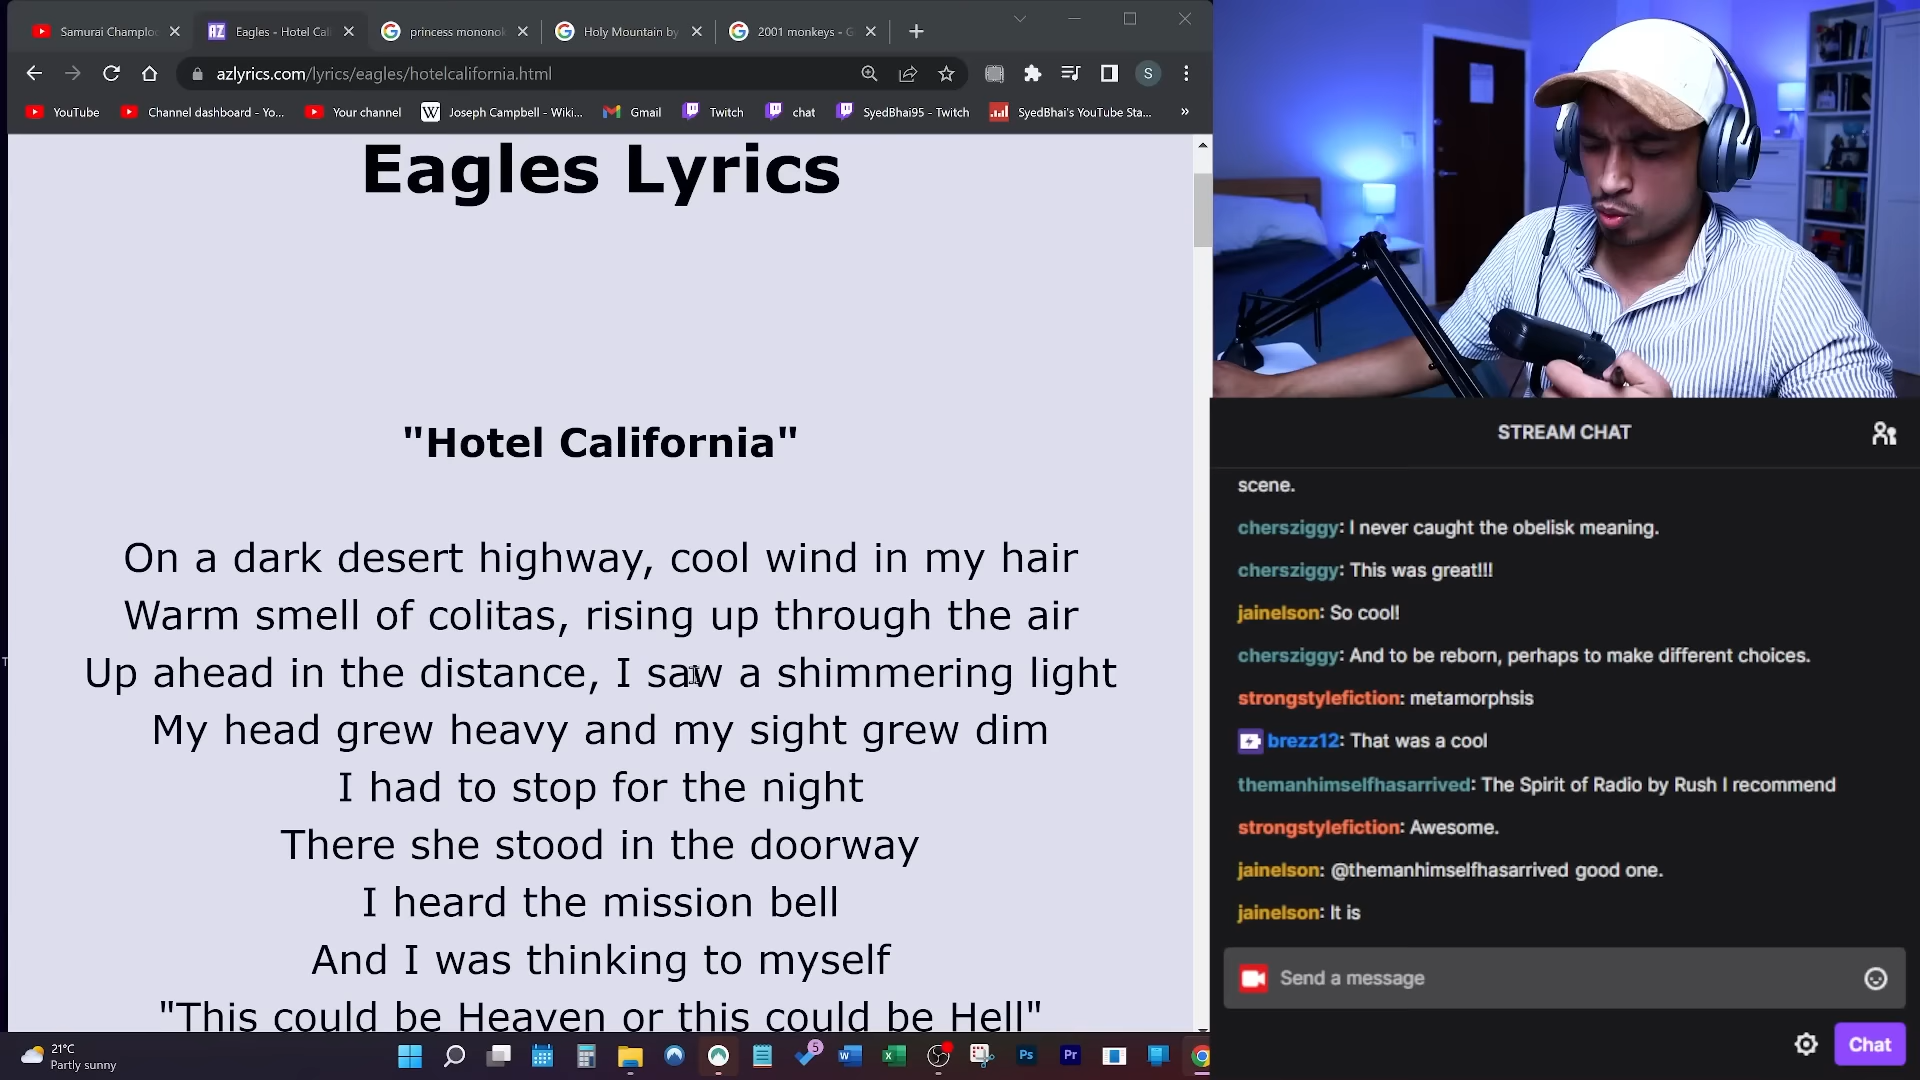 Samurai Champlo
Eagles - Hotel Cal
princess monono
Holy Mountain by
2001 monkeys - G
azlyrics.com/lyrics/eagles/hotelcalifornia.html
S
YouTube
Channel dashboard - Yo...
Your channel
W
Joseph Campbell - Wiki...
Gmail
Twitch
chat
SyedBhai95 - Twitch
SyedBhai's YouTube Sta...
»
Eagles Lyrics
"Hotel California"
On a dark desert highway, cool wind in my hair
Warm smell of colitas, rising up through the air
Up ahead in the distance, I saw a shimmering light
My head grew heavy and my sight grew dim
I had to stop for the night
There she stood in the doorway
I heard the mission bell
And I was thinking to myself
"This could be Heaven or this could be Hell"
STREAM CHAT
scene.
chersziggy: I never caught the obelisk meaning.
chersziggy: This was great!!!
jainelson: So cool!
chersziggy: And to be reborn, perhaps to make different choices.
strongstylefiction: metamorphsis
brezz12: That was a cool
themanhimselfhasarrived: The Spirit of Radio by Rush I recommend
strongstylefiction: Awesome.
jainelson: @themanhimselfhasarrived good one.
jainelson: It is
Send a message
Chat
21°C
Partly sunny
5
Ps
Pr